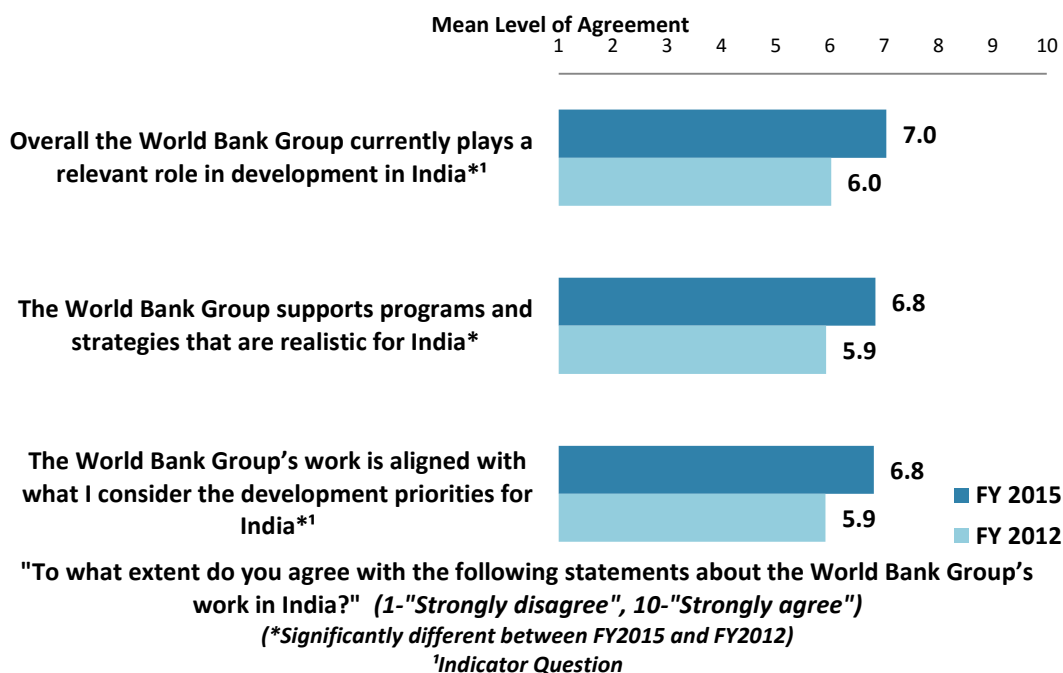 Mean Level of Agreement
1 2 3 4 5 6 7 8 9 10
Overall the World Bank Group currently plays a
relevant role in development in India*¹
7.0
6.0
The World Bank Group supports programs and
strategies that are realistic for India*
6.8
5.9
The World Bank Group’s work is aligned with
what I consider the development priorities for
India*¹
6.8
5.9
FY 2015
FY 2012
"To what extent do you agree with the following statements about the World Bank Group’s
work in India?" (1-"Strongly disagree", 10-"Strongly agree")
(*Significantly different between FY2015 and FY2012)
¹Indicator Question